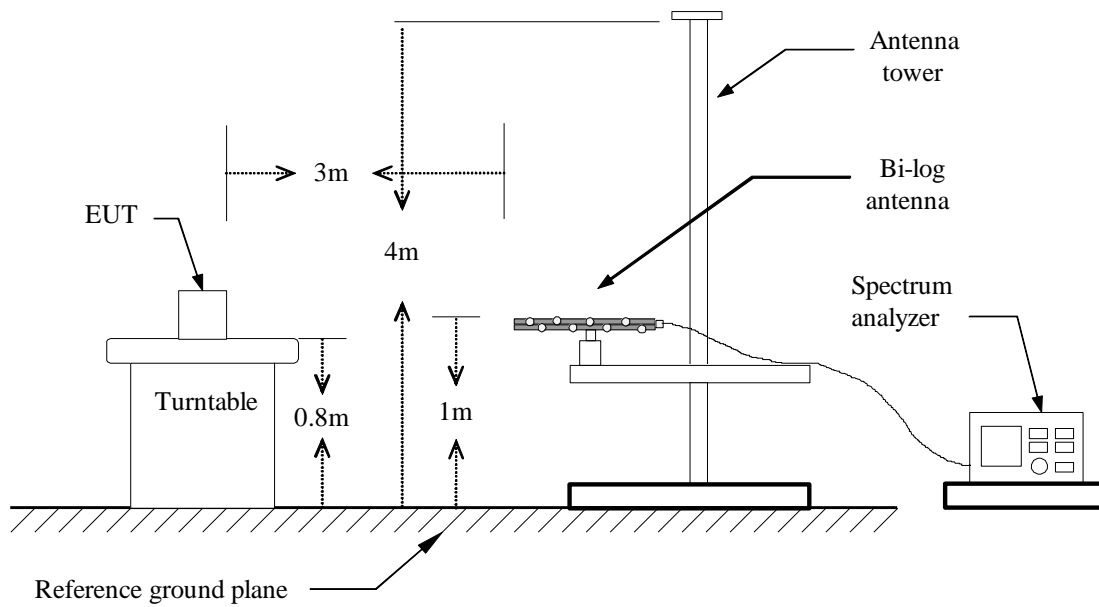 Antenna
tower
3m
Bi-log
antenna
EUT
4m
Spectrum
analyzer
Turntable
0.8m
1m
Reference ground plane